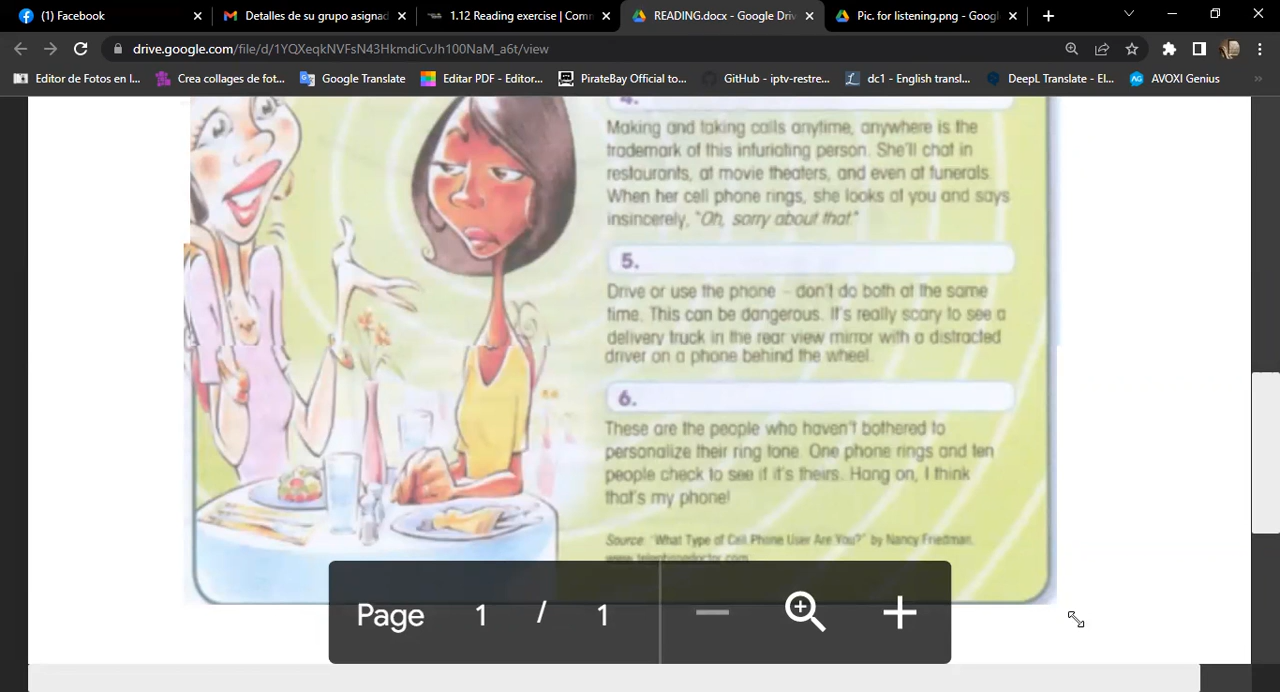 (1) Facebook
Detalles de su grupo asignad
1.12 Reading exercise | Comm
READING.docx - Google Driv
Pic. for listening.png - Googl
drive.google.com/file/d/1YQXeqkNVFsN43HkmdiCvJh100NaM_a6t/view
Editor de Fotos en l...
Crea collages de fot...
Google Translate
Editar PDF - Editor...
PirateBay Official to...
GitHub - iptv-restre...
dc1 - English transl...
DeepL Translate - El...
AVOXI Genius
4.
Making and taking calls anytime, anywhere is the
trademark of this infuriating person. She'll chat in
restaurants, at movie theaters, and even at funerals.
When her cell phone rings, she looks at you and says
insincerely, "Oh, sorry about that."
5.
Drive or use the phone – don't do both at the same
time. This can be dangerous. It's really scary to see a
delivery truck in the rear view mirror with a distracted
driver on a phone behind the wheel.
6.
These are the people who haven't bothered to
personalize their ring tone. One phone rings and ten
people check to see if it's theirs. Hang on, I think
that's my phone!
Source: "What Type of Cell Phone User Are You?" by Nancy Friedman,
www.telephonedoctor.com
Page 1 / 1